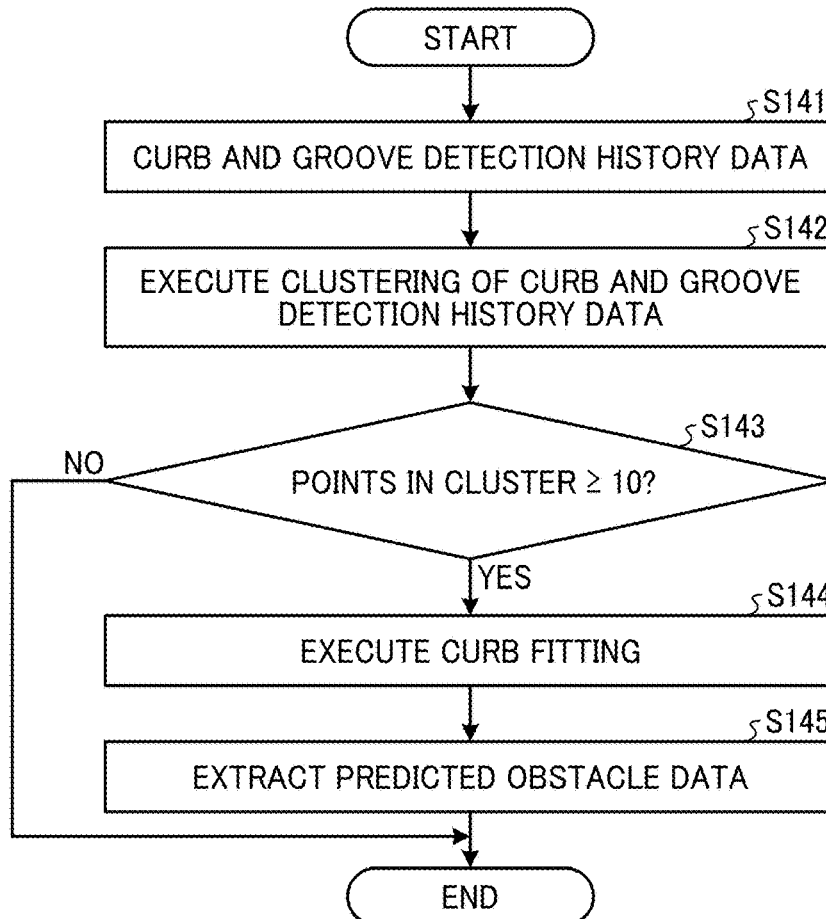 START
S141
CURB AND GROOVE DETECTION HISTORY DATA
S142
EXECUTE CLUSTERING OF CURB AND GROOVE
DETECTION HISTORY DATA
S143
NO
POINTS IN CLUSTER ≥ 10?
YES
S144
EXECUTE CURB FITTING
S145
EXTRACT PREDICTED OBSTACLE DATA
END